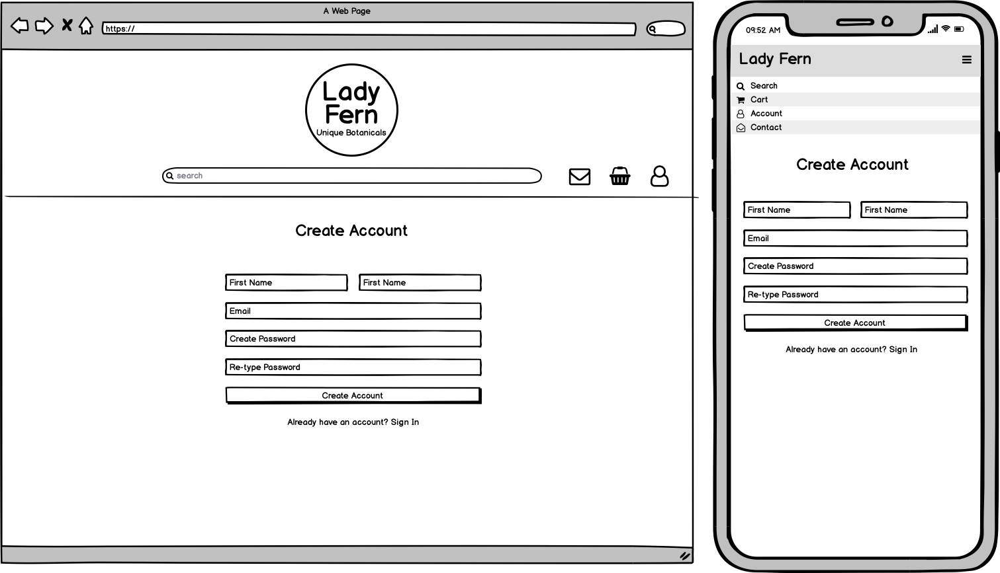 A Web Page
https://
Lady
Fern
Unique Botanicals
search
Create Account
First Name First Name
Email
Create Password
Re-type Password
Create Account
Already have an account? Sign In
09:52 AM
Lady Fern
Search
Cart
Account
Contact
Create Account
First Name First Name
Email
Create Password
Re-type Password
Create Account
Already have an account? Sign In